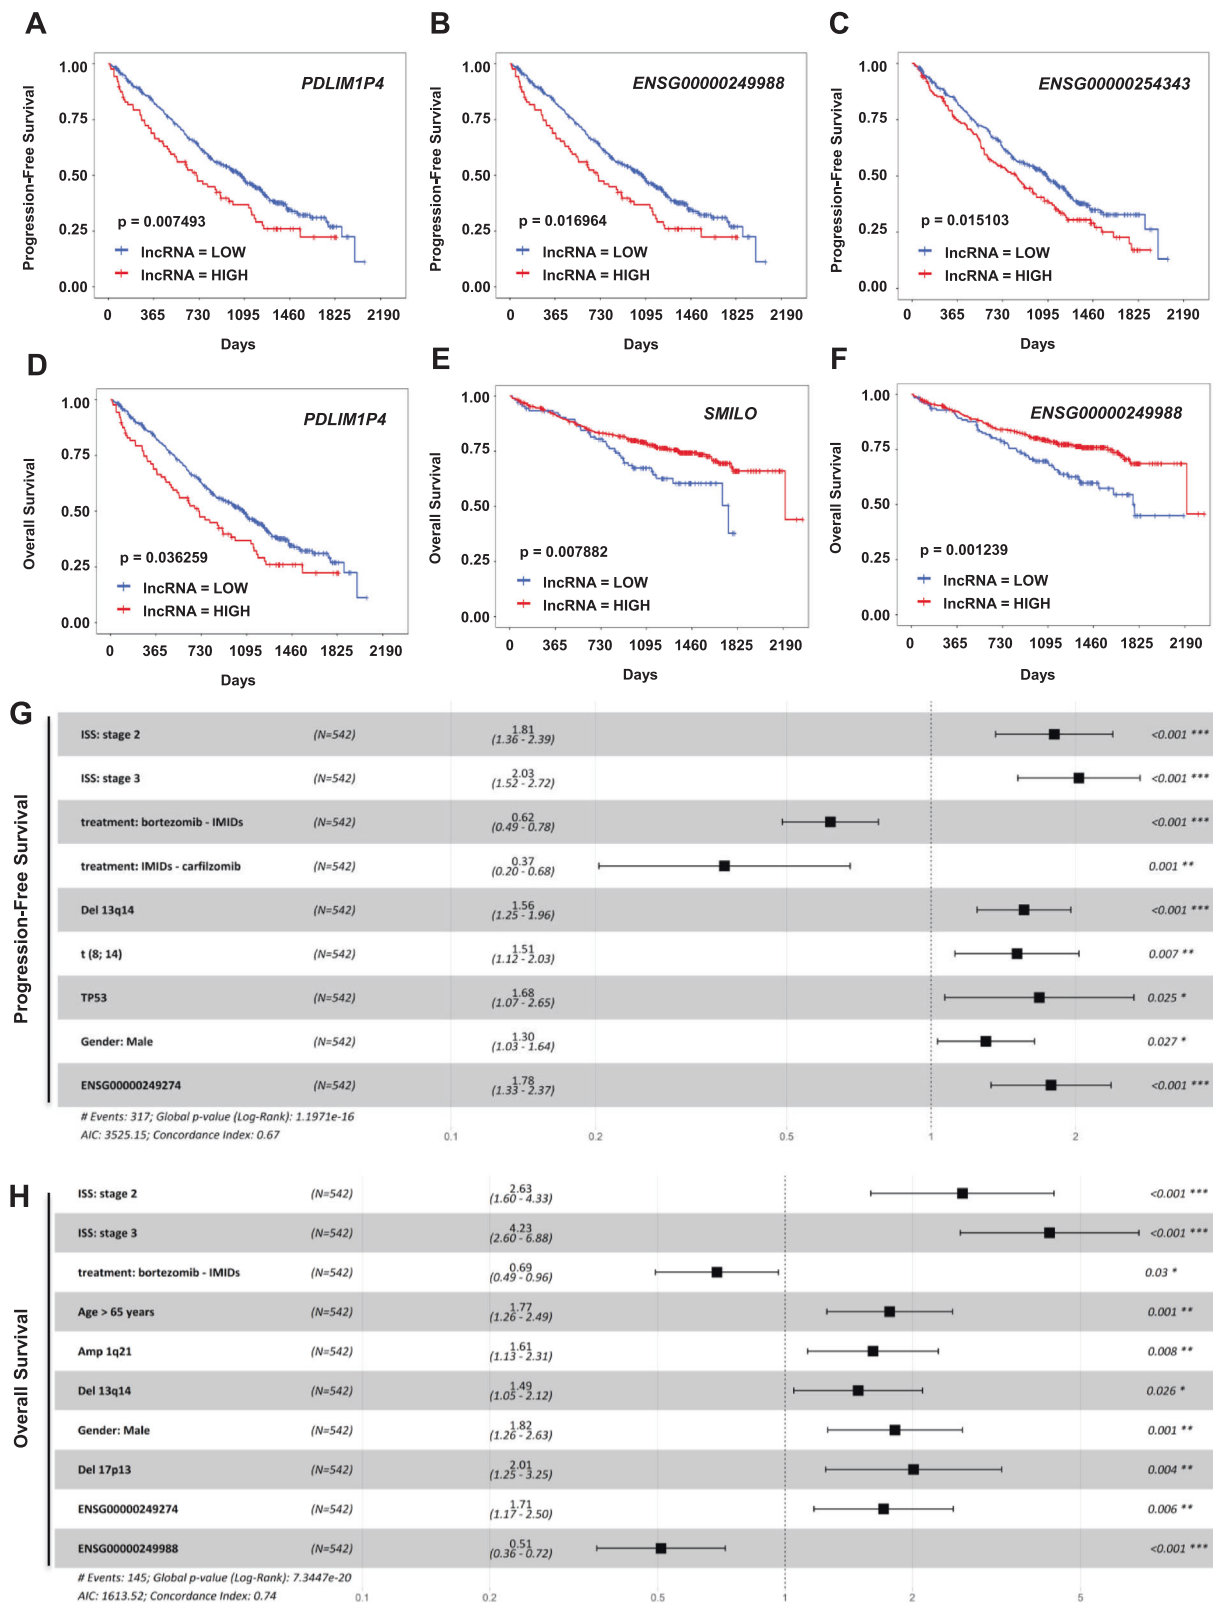 A
B
C
PDLIM1P4
ENSG00000249988
ENSG00000254343
Progression-Free Survival
1.00
0.75
0.50
0.25
0.00
p = 0.007493
lncRNA = LOW
lncRNA = HIGH
0 365 730 1095 1460 1825 2190
Days
Progression-Free Survival
1.00
0.75
0.50
0.25
0.00
p = 0.016964
lncRNA = LOW
lncRNA = HIGH
0 365 730 1095 1460 1825 2190
Days
Progression-Free Survival
1.00
0.75
0.50
0.25
0.00
p = 0.015103
lncRNA = LOW
lncRNA = HIGH
0 365 730 1095 1460 1825 2190
Days
D
E
F
PDLIM1P4
SMILO
ENSG00000249988
Overall Survival
1.00
0.75
0.50
0.25
0.00
p = 0.036259
lncRNA = LOW
lncRNA = HIGH
0 365 730 1095 1460 1825 2190
Days
Overall Survival
1.00
0.75
0.50
0.25
0.00
p = 0.007882
lncRNA = LOW
lncRNA = HIGH
0 365 730 1095 1460 1825 2190
Days
Overall Survival
1.00
0.75
0.50
0.25
0.00
p = 0.001239
lncRNA = LOW
lncRNA = HIGH
0 365 730 1095 1460 1825 2190
Days
G
Progression-Free Survival
ISS: stage 2 (N=542) 1.81 (1.36 - 2.39) <0.001 ***
ISS: stage 3 (N=542) 2.03 (1.52 - 2.72) <0.001 ***
treatment: bortezomib - IMIDs (N=542) 0.62 (0.49 - 0.78) <0.001 ***
treatment: IMIDs - carfilzomib (N=542) 0.37 (0.20 - 0.68) 0.001 **
Del 13q14 (N=542) 1.56 (1.25 - 1.96) <0.001 ***
t (8; 14) (N=542) 1.51 (1.12 - 2.03) 0.007 **
TP53 (N=542) 1.68 (1.07 - 2.65) 0.025 *
Gender: Male (N=542) 1.30 (1.03 - 1.64) 0.027 *
ENSG00000249274 (N=542) 1.78 (1.33 - 2.37) <0.001 ***
# Events: 317; Global p-value (Log-Rank): 1.1971e-16
AIC: 3525.15; Concordance Index: 0.67
0.1 0.2 0.5 1 2
H
Overall Survival
ISS: stage 2 (N=542) 2.63 (1.60 - 4.33) <0.001 ***
ISS: stage 3 (N=542) 4.23 (2.60 - 6.88) <0.001 ***
treatment: bortezomib - IMIDs (N=542) 0.69 (0.49 - 0.96) 0.03 *
Age > 65 years (N=542) 1.77 (1.26 - 2.49) 0.001 **
Amp 1q21 (N=542) 1.61 (1.13 - 2.31) 0.008 **
Del 13q14 (N=542) 1.49 (1.05 - 2.12) 0.026 *
Gender: Male (N=542) 1.82 (1.26 - 2.63) 0.001 **
Del 17p13 (N=542) 2.01 (1.25 - 3.25) 0.004 **
ENSG00000249274 (N=542) 1.71 (1.17 - 2.50) 0.006 **
ENSG00000249988 (N=542) 0.51 (0.36 - 0.72) <0.001 ***
# Events: 145; Global p-value (Log-Rank): 7.3447e-20
AIC: 1613.52; Concordance Index: 0.74
0.1 0.2 0.5 1 2 5